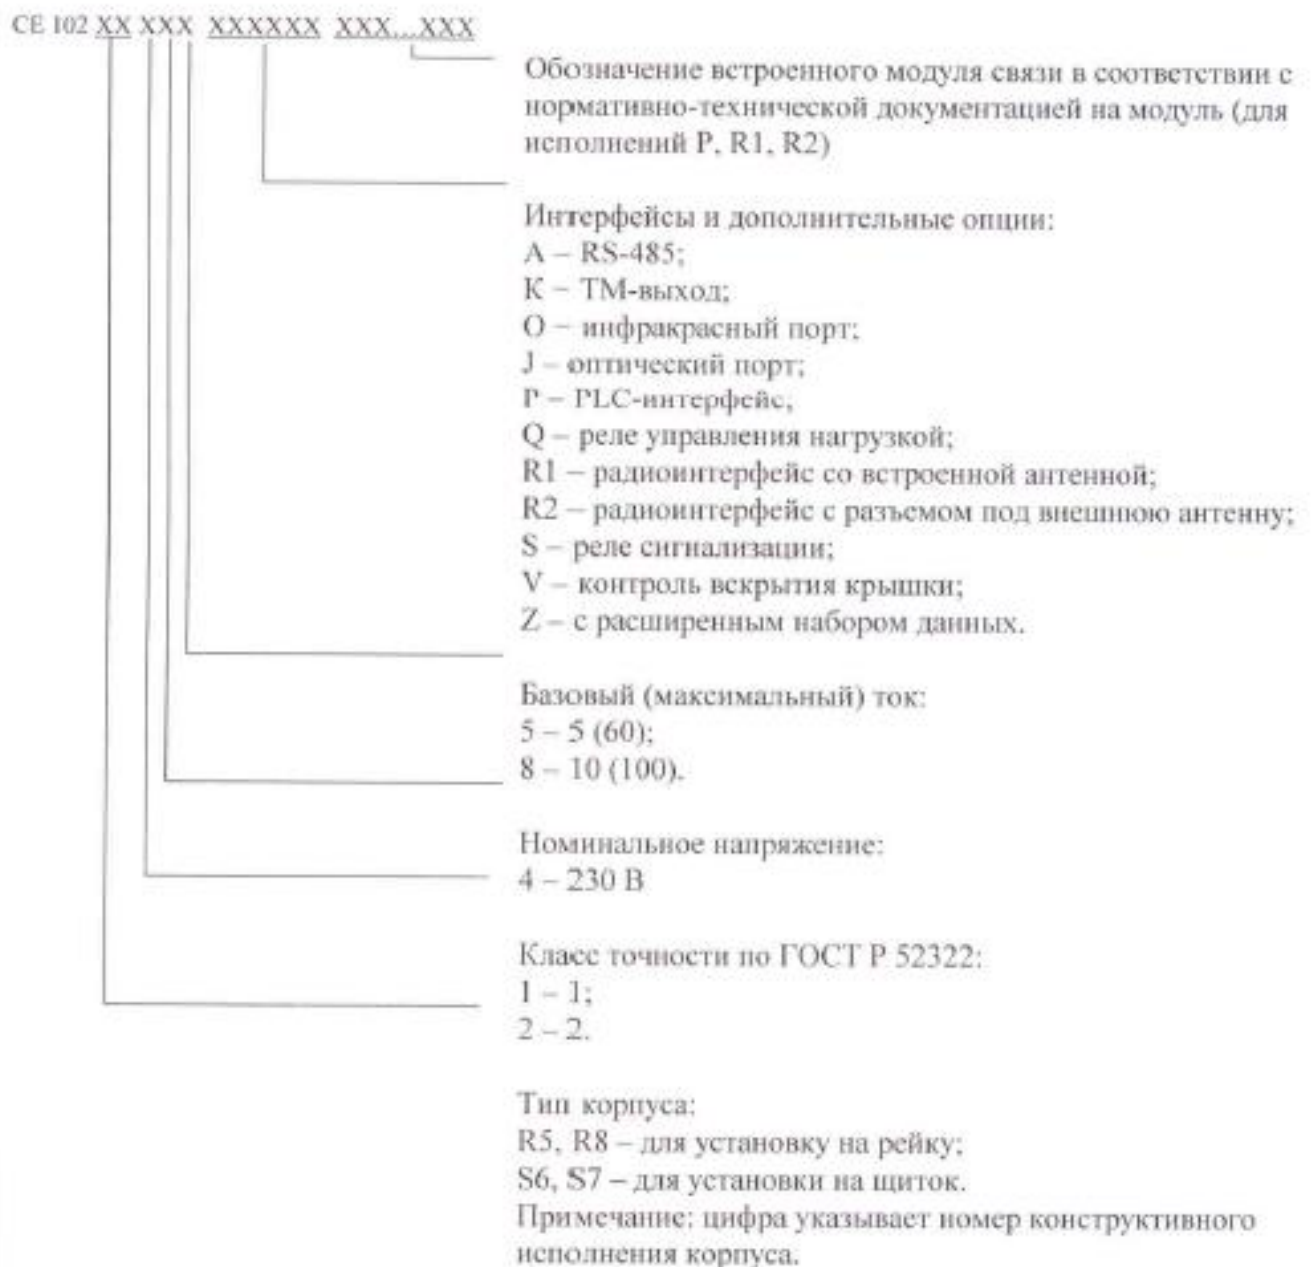 СЕ 102 XX XXX XXXXXX XXX...XXX
Обозначение встроенного модуля связи в соответствии с
нормативно-технической документацией на модуль (для
исполнений P, R1, R2)
Интерфейсы и дополнительные опции:
A – RS-485;
K – ТМ-выход;
O – инфракрасный порт;
J – оптический порт;
P – PLC-интерфейс;
Q – реле управления нагрузкой;
R1 – радиоинтерфейс со встроенной антенной;
R2 – радиоинтерфейс с разъемом под внешнюю антенну;
S – реле сигнализации;
V – контроль вскрытия крышки;
Z – с расширенным набором данных.
Базовый (максимальный) ток:
5 – 5 (60);
8 – 10 (100).
Номинальное напряжение:
4 – 230 В
Класс точности по ГОСТ Р 52322:
1 – 1;
2 – 2.
Тип корпуса:
R5, R8 – для установку на рейку;
S6, S7 – для установки на щиток.
Примечание: цифра указывает номер конструктивного
исполнения корпуса.